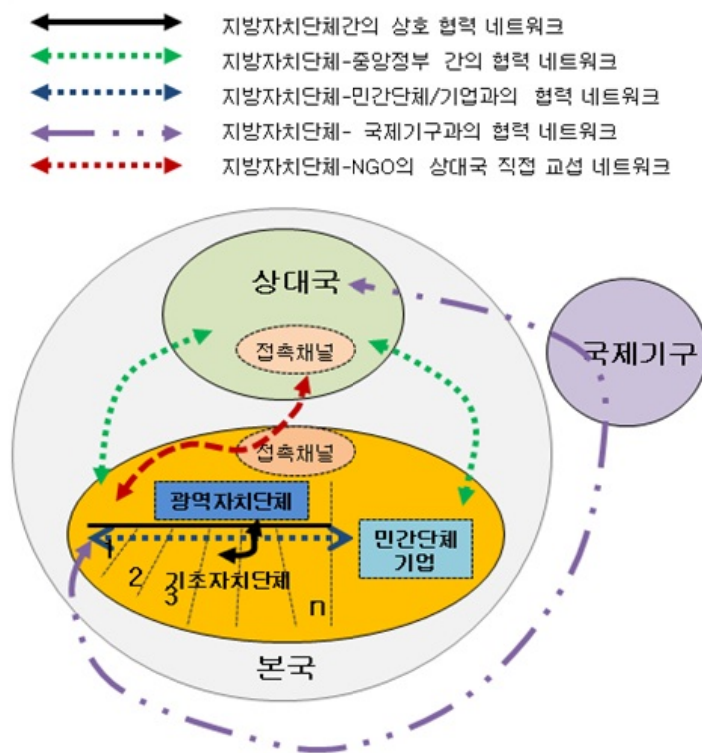 지방자치단체간의 상호 협력 네트워크
지방자치단체-중앙정부 간의 협력 네트워크
지방자치단체-민간단체/기업과의 협력 네트워크
지방자치단체- 국제기구과의 협력 네트워크
지방자치단체-NGO의 상대국 직접 교섭 네트워크
상대국
접촉채널
국제기구
접촉채널
광역자치단체
민간단체
기업
1
2
3
기초자치단체
n
본국